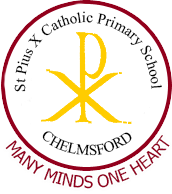 St Pius X Catholic Primary School
CHELMSFORD
MANY MINDS ONE HEART